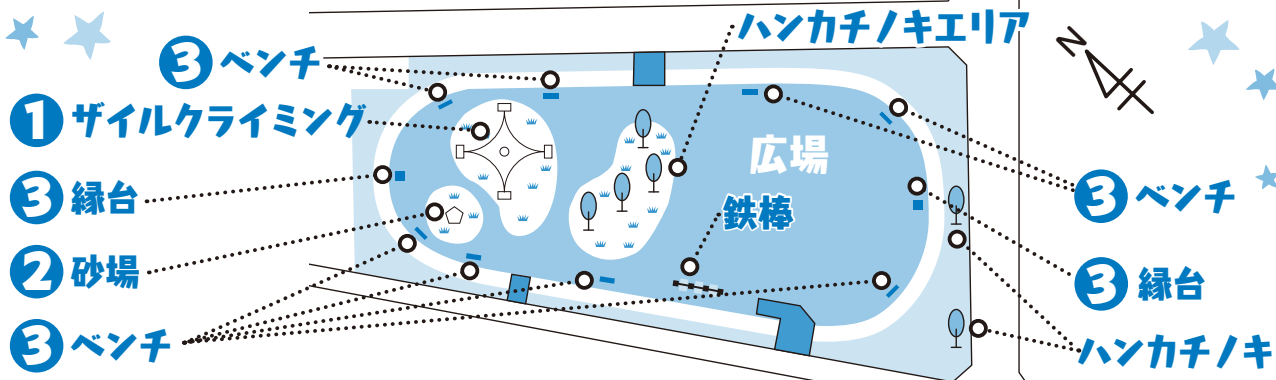 ハンカチノキエリア
N
3 ベンチ
1 ザイルクライミング
3 縁台
2 砂場
3 ベンチ
広場
鉄棒
3 ベンチ
3 縁台
ハンカチノキ